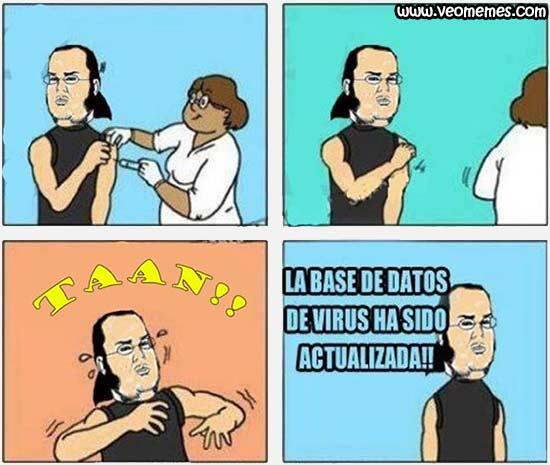 www.veomemes.com
TAAN!!
LA BASE DE DATOS
DE VIRUS HA SIDO
ACTUALIZADA!!